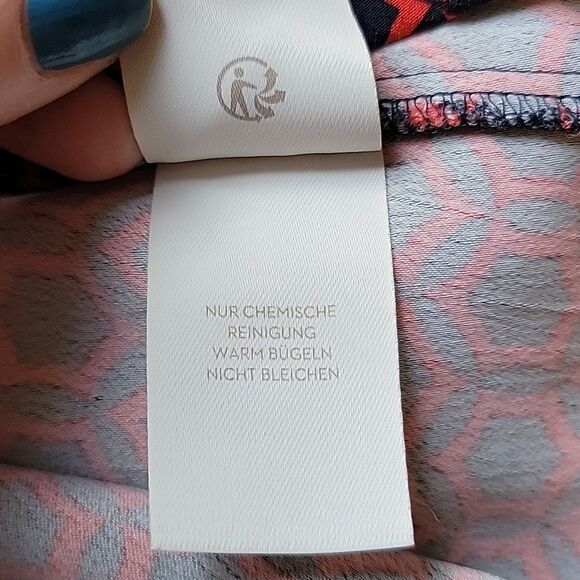 NUR CHEMISCHE
REINIGUNG
WARM BÜGELN
NICHT BLEICHEN